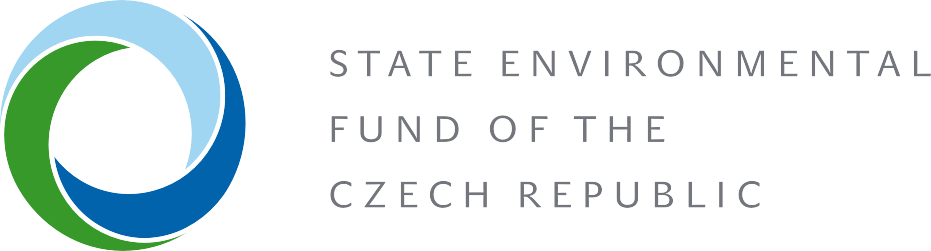 STATE ENVIRONMENTAL
FUND OF THE
CZECH REPUBLIC